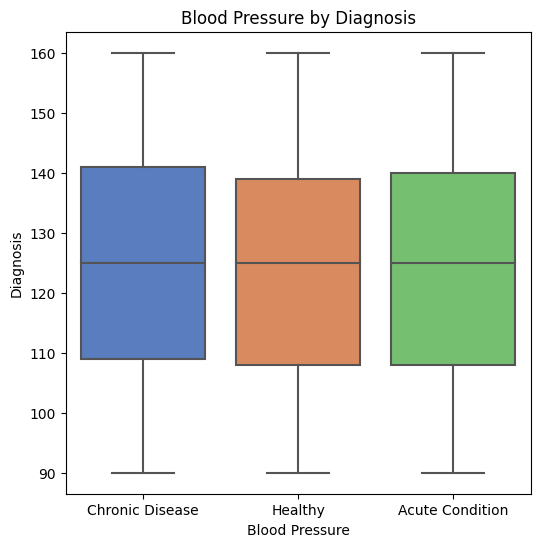 Blood Pressure by Diagnosis
160
150
140
130
120
110
100
90
Diagnosis
Chronic Disease Healthy Acute Condition
Blood Pressure